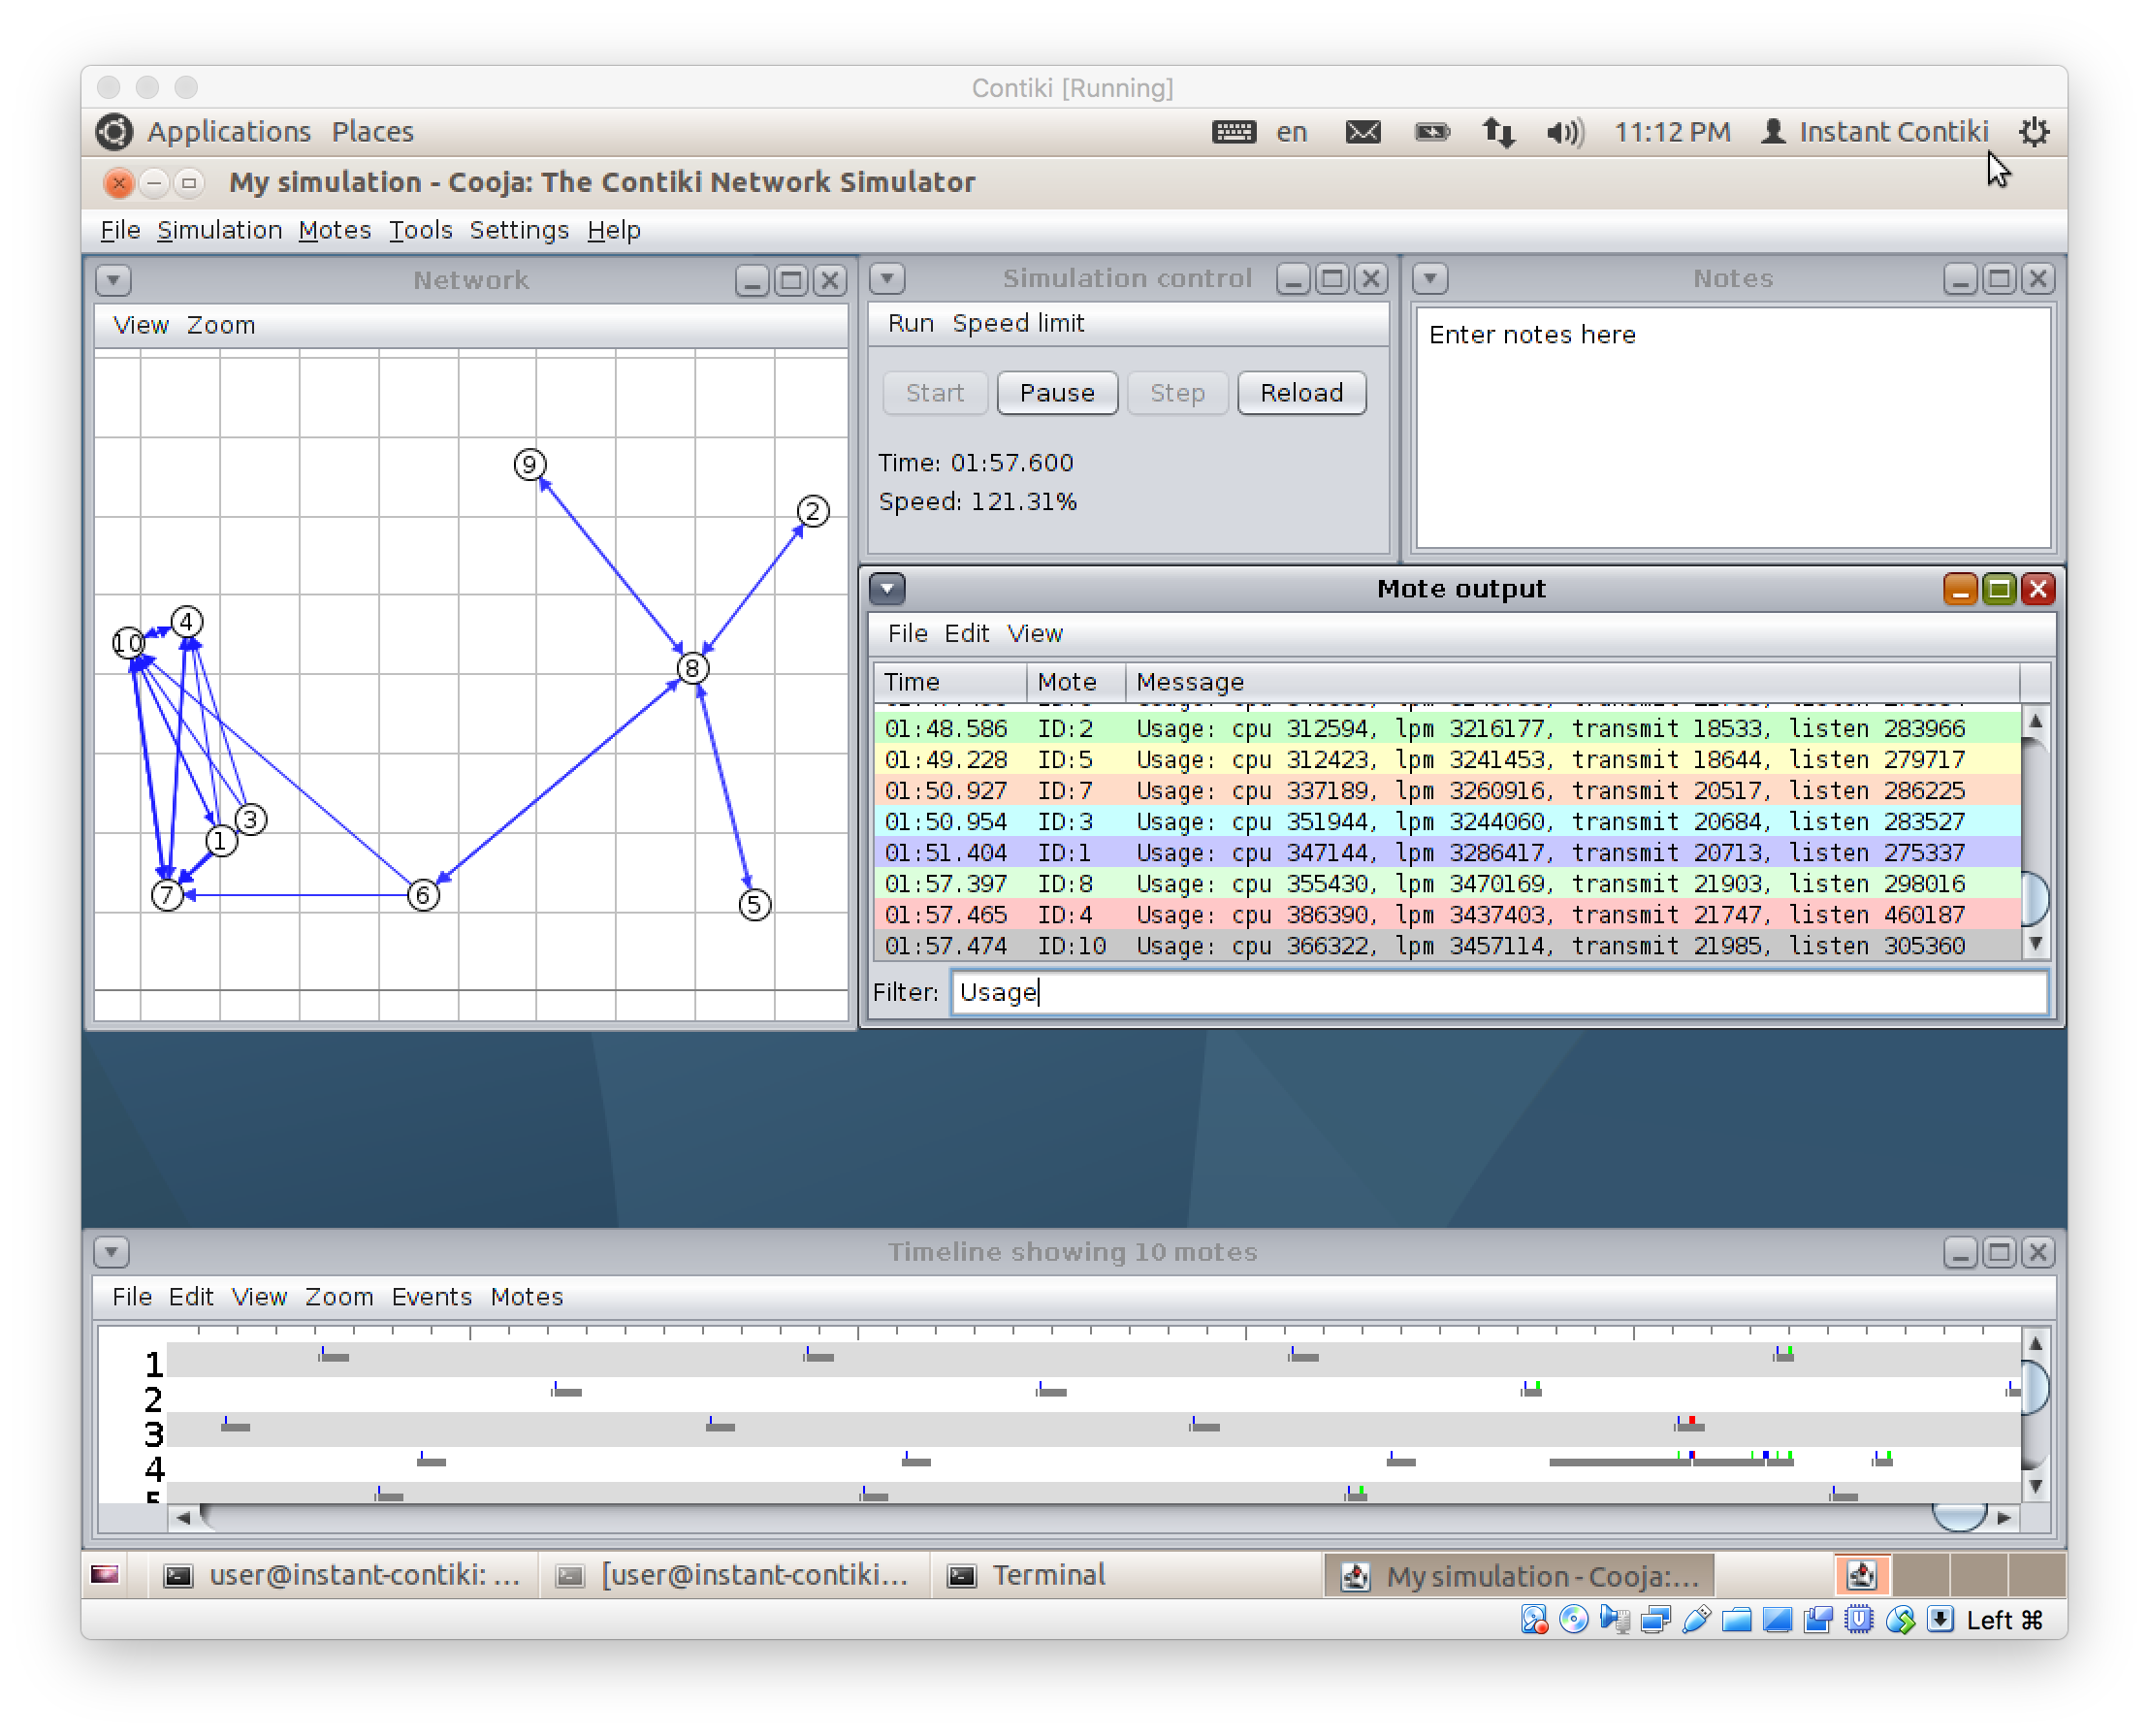 Contiki [Running]
Applications Places en 11:12 PM Instant Contiki
My simulation - Cooja: The Contiki Network Simulator
File Simulation Motes Tools Settings Help
Network
View Zoom
9
2
4
10
8
3
1
7
6
5
Simulation control
Run Speed limit
Start Pause Step Reload
Time: 01:57.600
Speed: 121.31%
Notes
Enter notes here
Mote output
File Edit View
Time Mote Message
01:48.586 ID:2 Usage: cpu 312594, lpm 3216177, transmit 18533, listen 283966
01:49.228 ID:5 Usage: cpu 312423, lpm 3241453, transmit 18644, listen 279717
01:50.927 ID:7 Usage: cpu 337189, lpm 3260916, transmit 20517, listen 286225
01:50.954 ID:3 Usage: cpu 351944, lpm 3244060, transmit 20684, listen 283527
01:51.404 ID:1 Usage: cpu 347144, lpm 3286417, transmit 20713, listen 275337
01:57.397 ID:8 Usage: cpu 355430, lpm 3470169, transmit 21903, listen 298016
01:57.465 ID:4 Usage: cpu 386390, lpm 3437403, transmit 21747, listen 460187
01:57.474 ID:10 Usage: cpu 366322, lpm 3457114, transmit 21985, listen 305360
Filter: Usage
Timeline showing 10 motes
File Edit View Zoom Events Motes
1
2
3
4
5
user@instant-contiki: ... [user@instant-contiki... Terminal My simulation - Cooja:...
Left ⌘